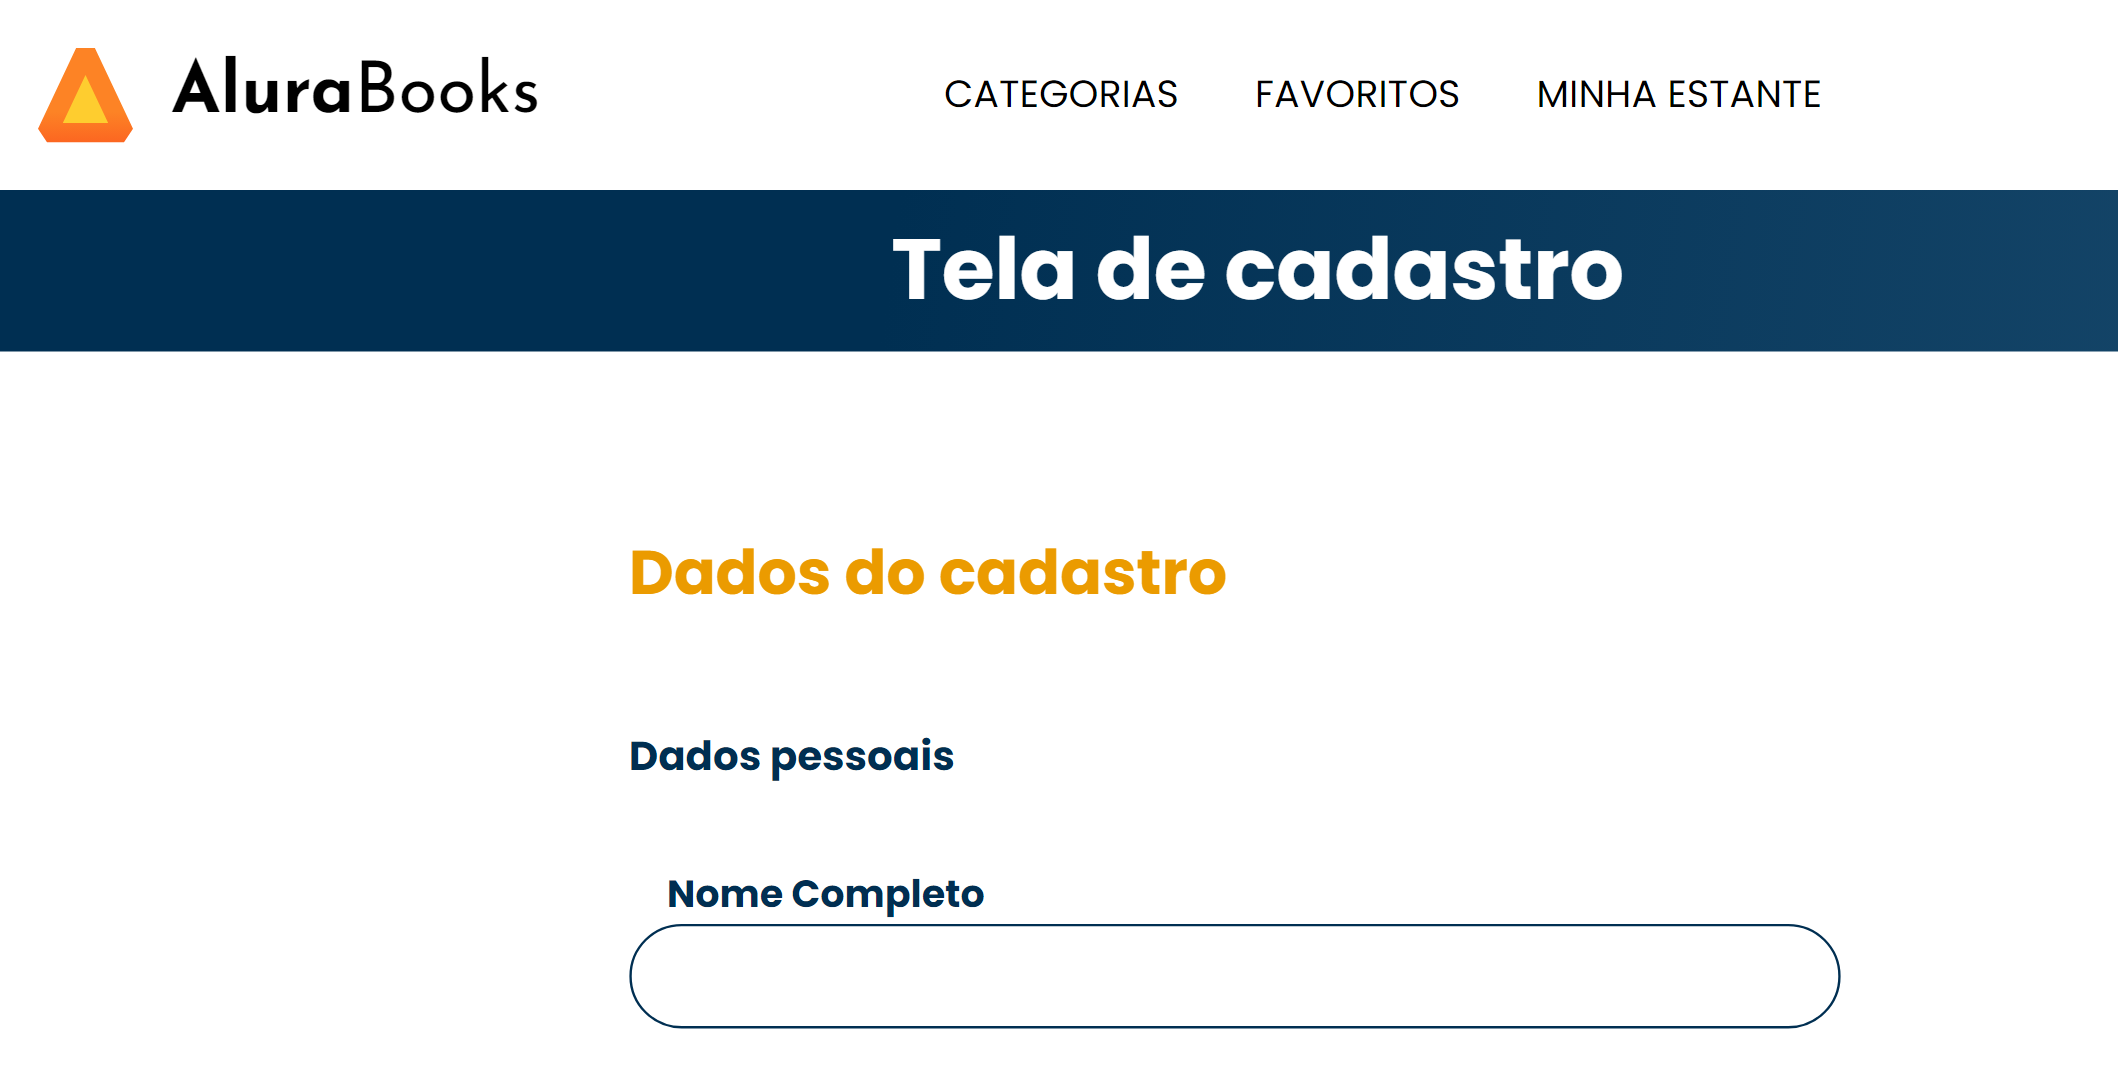 AluraBooks
CATEGORIAS FAVORITOS MINHA ESTANTE
Tela de cadastro
Dados do cadastro
Dados pessoais
Nome Completo